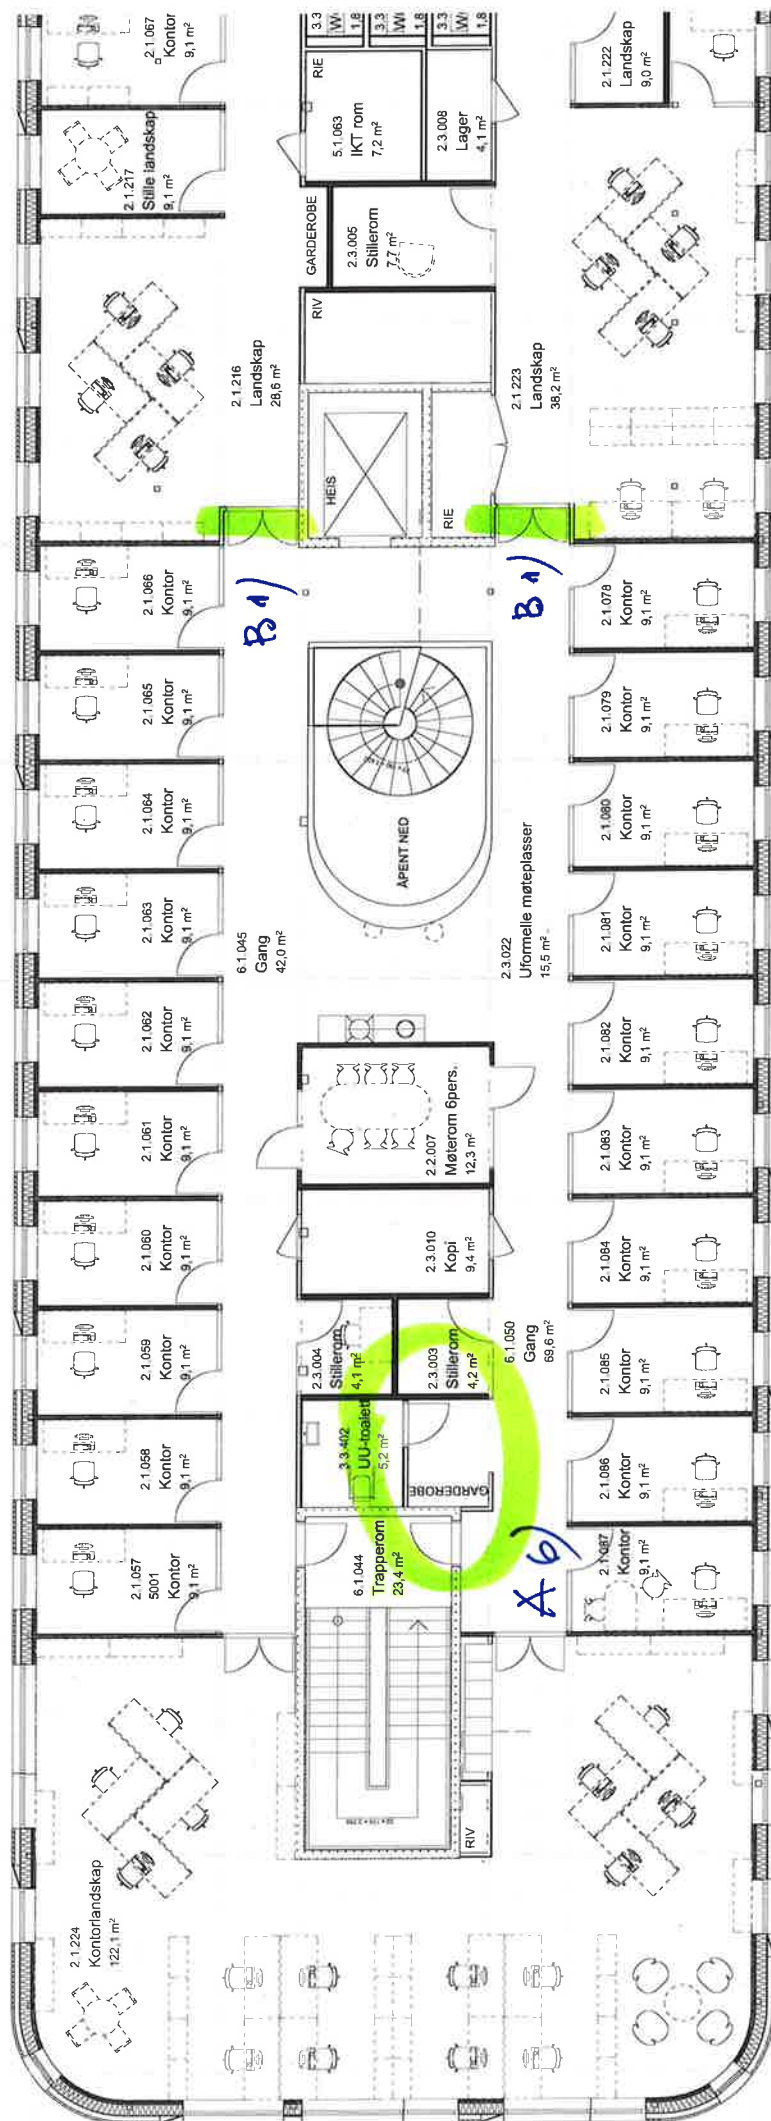 2.1.067
Kontor
9,1 m²
3.3
W
1,8
3.3
W
1,8
3.3
W
1,8
2.1.222
Landskap
9,0 m²
2.1.217
Stille landskap
9,1 m²
RIE
5.1.063
IKT rom
7,2 m²
2.3.008
Lager
4,1 m²
GARDEROBE
2.3.005
Stillerom
7,7 m²
RIV
2.1.216
Landskap
28,6 m²
2.1.223
Landskap
38,2 m²
HEIS
RIE
B1)
B1)
2.1.066
Kontor
9,1 m²
2.1.078
Kontor
9,1 m²
2.1.065
Kontor
9,1 m²
2.1.079
Kontor
9,1 m²
2.1.064
Kontor
9,1 m²
2.1.080
Kontor
9,1 m²
ÅPENT NED
2.1.063
Kontor
9,1 m²
6.1.045
Gang
42,0 m²
2.3.022
Uformelle møteplasser
15,5 m²
2.1.081
Kontor
9,1 m²
2.1.062
Kontor
9,1 m²
2.1.082
Kontor
9,1 m²
2.1.061
Kontor
9,1 m²
2.2.007
Møterom 6pers.
12,3 m²
2.1.083
Kontor
9,1 m²
2.1.060
Kontor
9,1 m²
2.3.010
Kopi
9,4 m²
2.1.084
Kontor
9,1 m²
2.1.059
Kontor
9,1 m²
2.3.004
Stillerom
4,1 m²
2.3.003
Stillerom
4,2 m²
6.1.050
Gang
69,6 m²
2.1.085
Kontor
9,1 m²
2.1.058
Kontor
9,1 m²
3.3.402
UU-toalett
5,2 m²
GARDEROBE
2.1.086
Kontor
9,1 m²
2.1.057
5001
Kontor
9,1 m²
6.1.044
Trapperom
23,4 m²
A6)
2.1.087
Kontor
9,1 m²
RIV
2.1.224
Kontorlandskap
122,1 m²